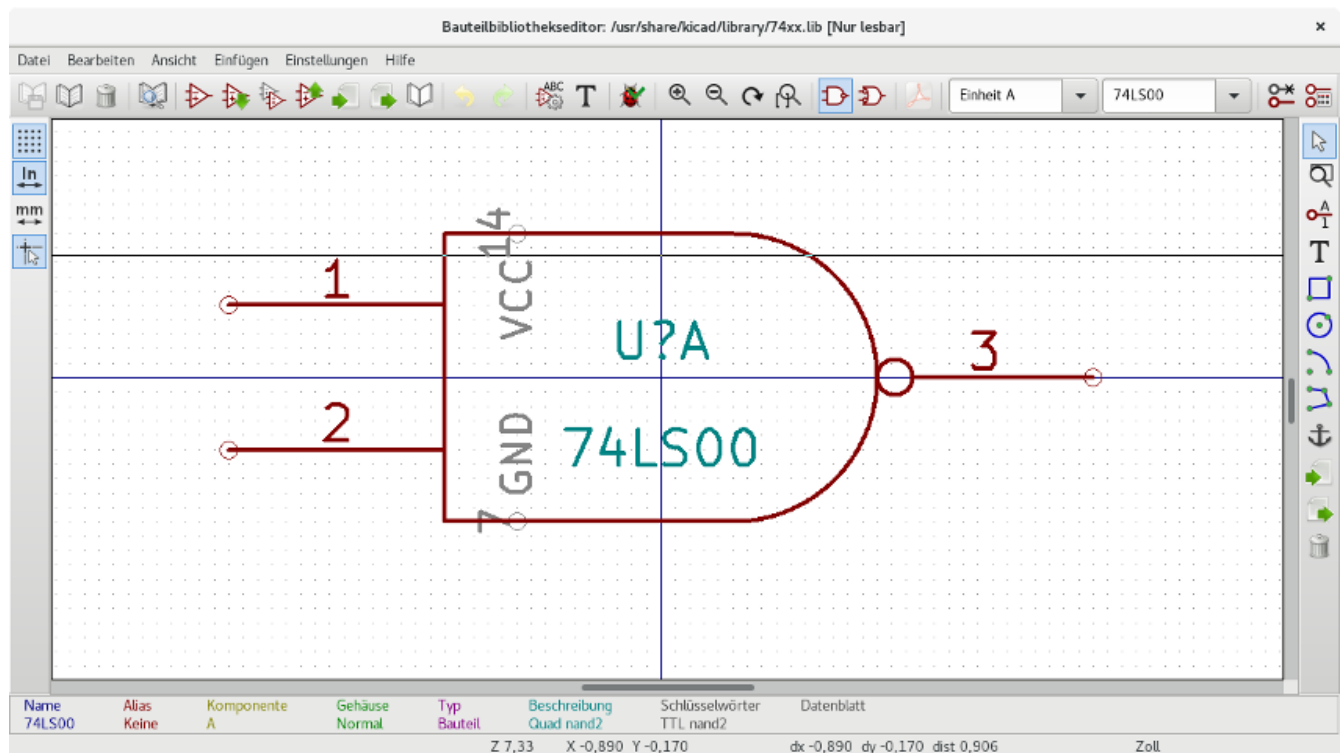 Bauteilbibliothekseditor: /usr/share/kicad/library/74xx.lib [Nur lesbar]
Datei Bearbeiten Ansicht Einfügen Einstellungen Hilfe
ABC T Einheit A 74LS00
In
mm
A
1
T
14
VCC
1
U?A
3
2
GND
74LS00
7
Name Alias Komponente Gehäuse Typ Beschreibung Schlüsselwörter Datenblatt
74LS00 Keine A Normal Bauteil Quad nand2 TTL nand2
Z 7,33 X -0,890 Y -0,170 dx -0,890 dy -0,170 dist 0,906 Zoll